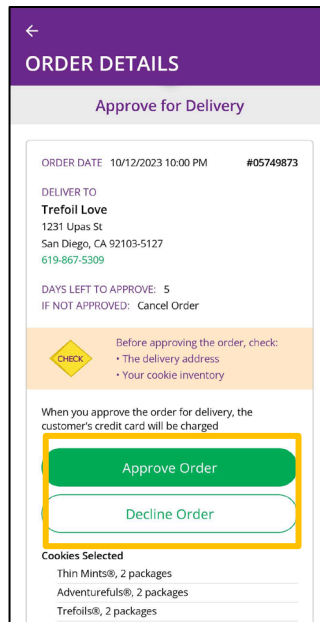 ORDER DETAILS
Approve for Delivery
ORDER DATE 10/12/2023 10:00 PM #05749873
DELIVER TO
Trefoil Love
1231 Upas St
San Diego, CA 92103-5127
619-867-5309
DAYS LEFT TO APPROVE: 5
IF NOT APPROVED: Cancel Order
CHECK
Before approving the order, check:
• The delivery address
• Your cookie inventory
When you approve the order for delivery, the
customer's credit card will be charged
Approve Order
Decline Order
Cookies Selected
Thin Mints®, 2 packages
Adventurefuls®, 2 packages
Trefoils®, 2 packages